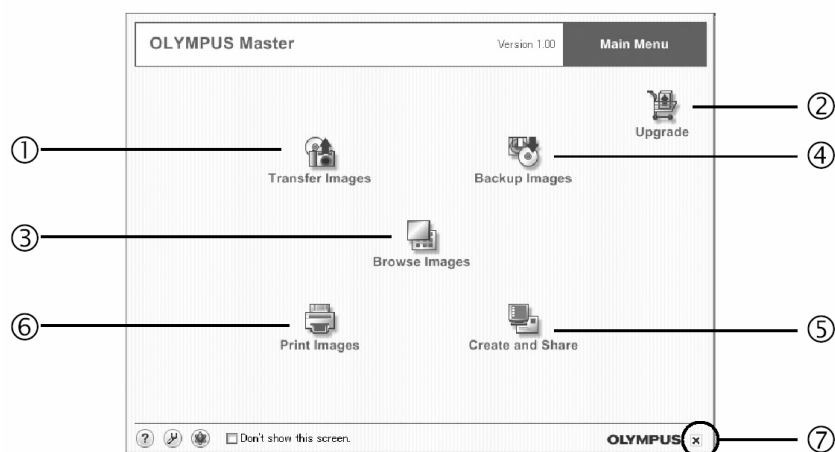 OLYMPUS Master
Version 1.00
Main Menu
②
Upgrade
①
Transfer Images
④
Backup Images
③
Browse Images
⑥
Print Images
⑤
Create and Share
?
Don't show this screen.
OLYMPUS
x
⑦